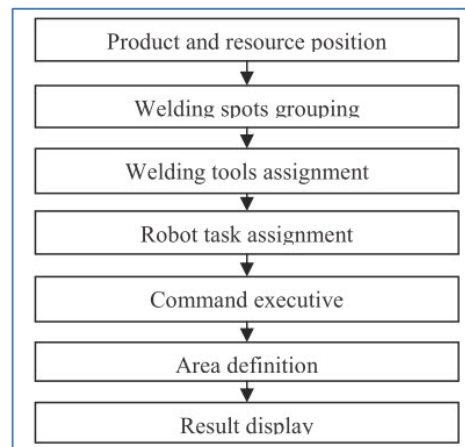 Product and resource position
Welding spots grouping
Welding tools assignment
Robot task assignment
Command executive
Area definition
Result display